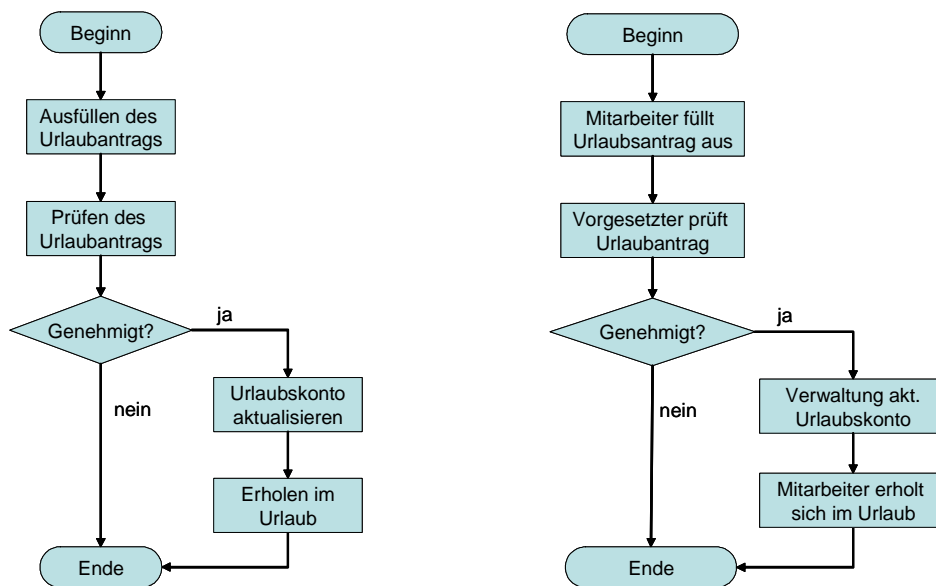 Beginn
Ausfüllen des
Urlaubantrags
Prüfen des
Urlaubantrags
Genehmigt?
ja
nein
Urlaubskonto
aktualisieren
Erholen im
Urlaub
Ende
Beginn
Mitarbeiter füllt
Urlaubsantrag aus
Vorgesetzter prüft
Urlaubantrag
Genehmigt?
ja
nein
Verwaltung akt.
Urlaubskonto
Mitarbeiter erholt
sich im Urlaub
Ende